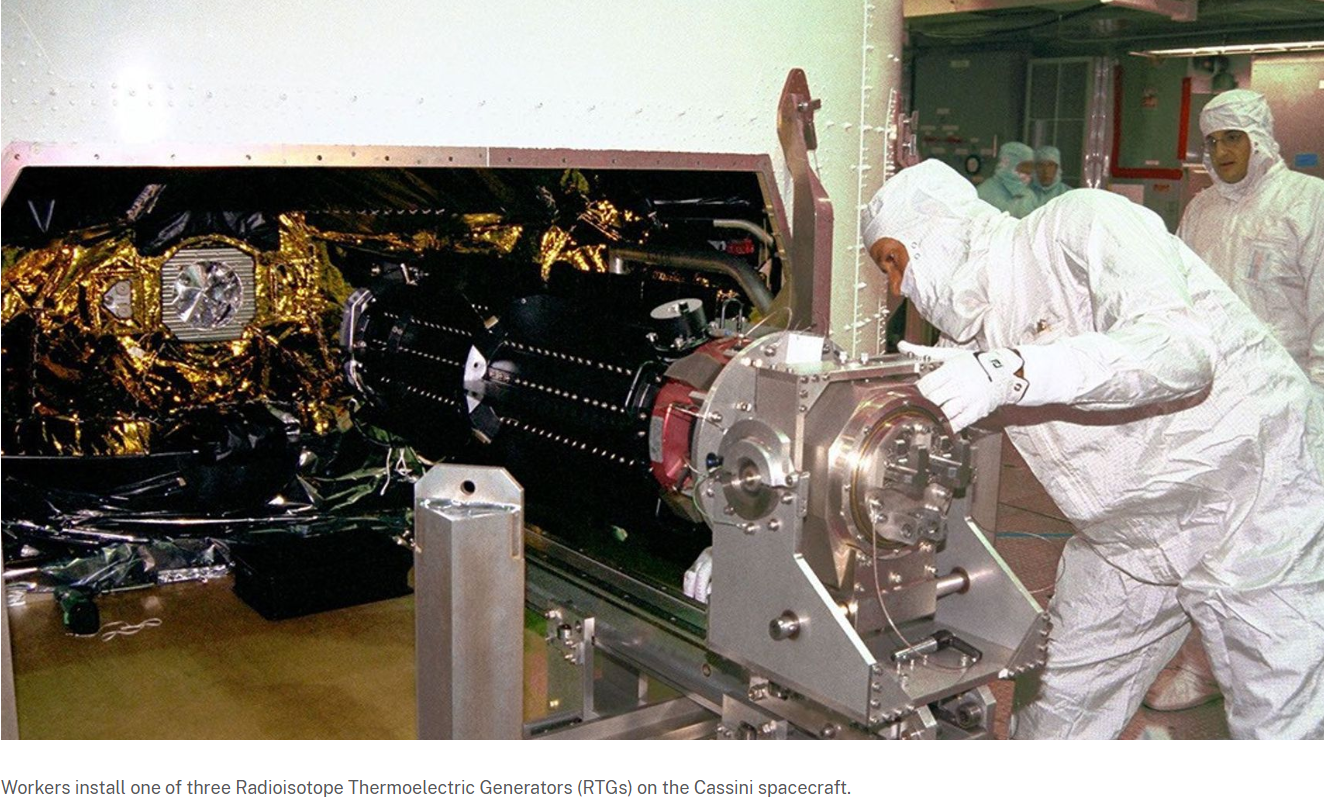 Workers install one of three Radioisotope Thermoelectric Generators (RTGs) on the Cassini spacecraft.